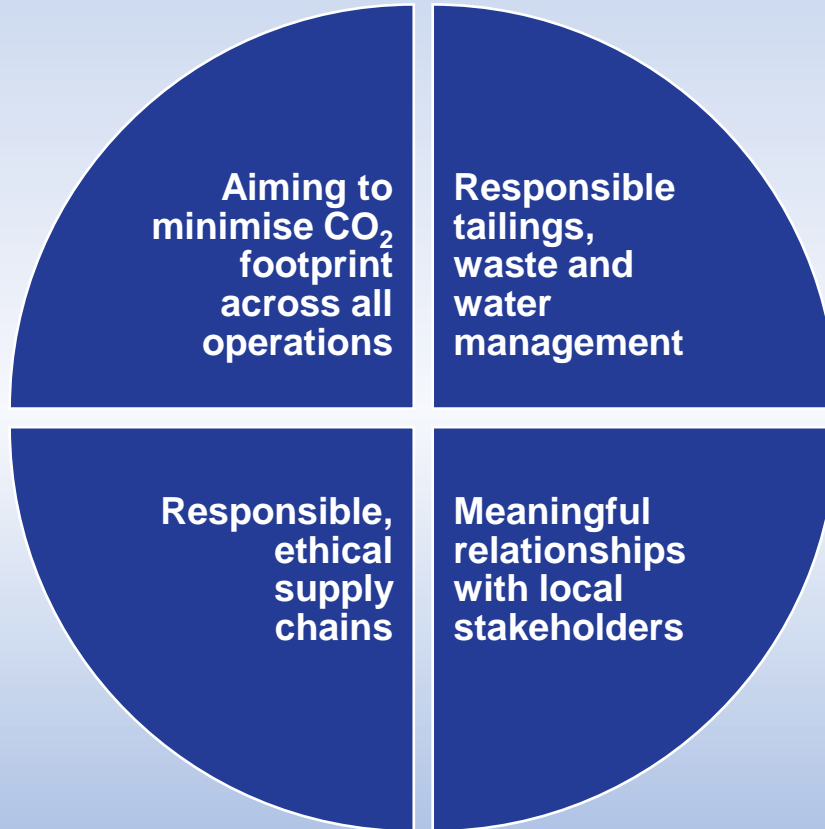 Aiming to
minimise CO₂
footprint
across all
operations
Responsible
tailings,
waste and
water
management
Responsible,
ethical
supply
chains
Meaningful
relationships
with local
stakeholders